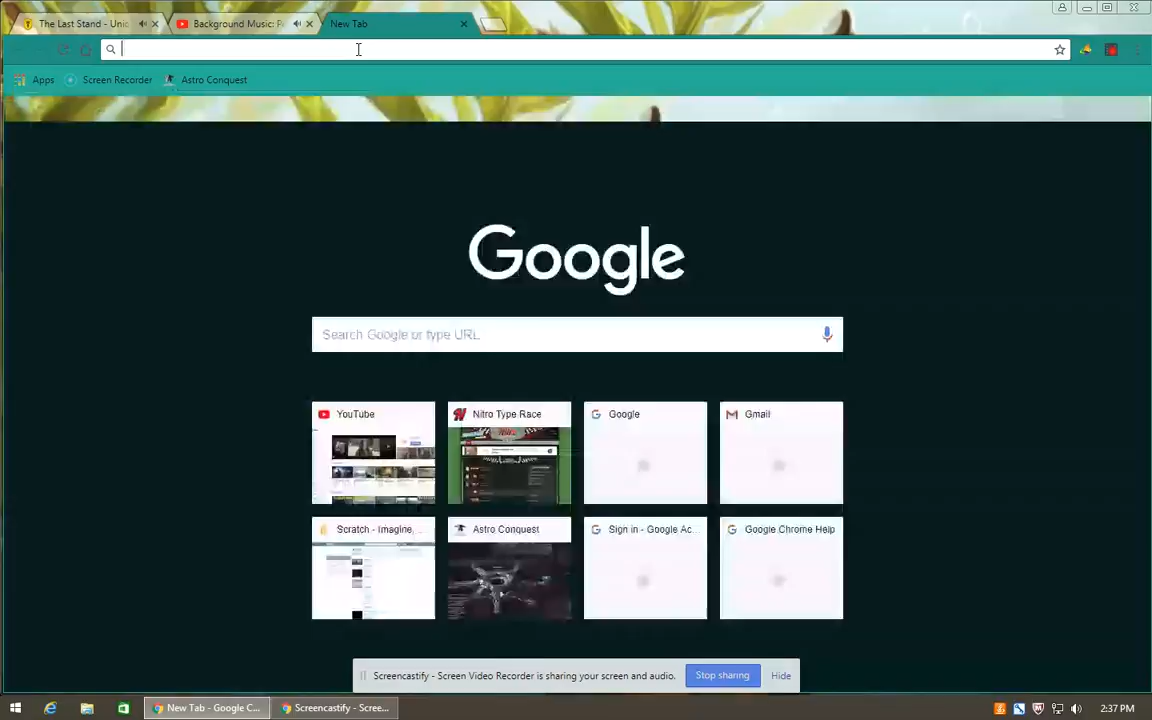 The Last Stand - Unio
Background Music: P
New Tab
Apps
Screen Recorder
Astro Conquest
Google
Search Google or type URL
YouTube
Nitro Type Race
Google
Gmail
Scratch - Imagine,...
Astro Conquest
Sign in - Google Ac...
Google Chrome Help
Screencastify - Screen Video Recorder is sharing your screen and audio.
Stop sharing
Hide
New Tab - Google C...
Screencastify - Scree...
2:37 PM